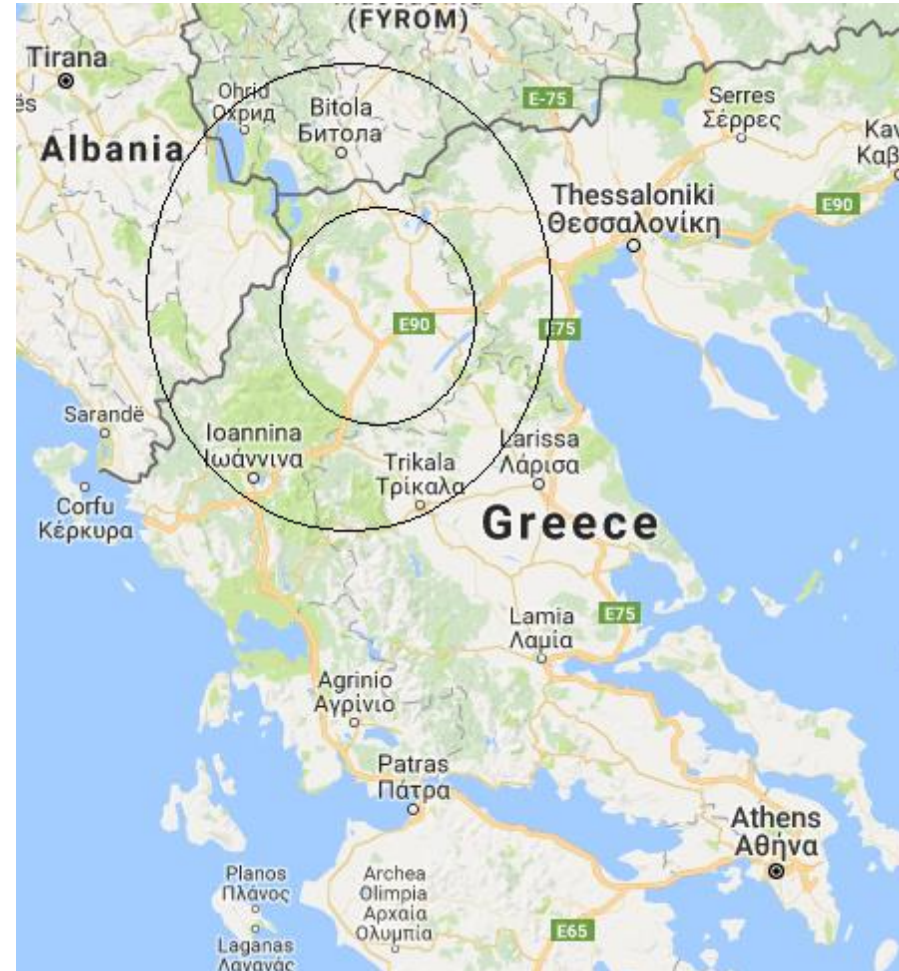 (FYROM)
Tirana
Ohrid
Охрид
Bitola
Битола
E-75
Serres
Σέρρες
Albania
Thessaloniki
Θεσσαλονίκη
E90
E90
E75
Sarandë
Ioannina
Ιωάννινα
Trikala
Τρίκαλα
Larissa
Λάρισα
Corfu
Κέρκυρα
Greece
Lamia
Λαμία
E75
Agrinio
Αγρίνιο
Patras
Πάτρα
Athens
Αθήνα
Planos
Πλάνος
Archea
Olimpia
Αρχαία
Ολυμπία
Laganas
E65